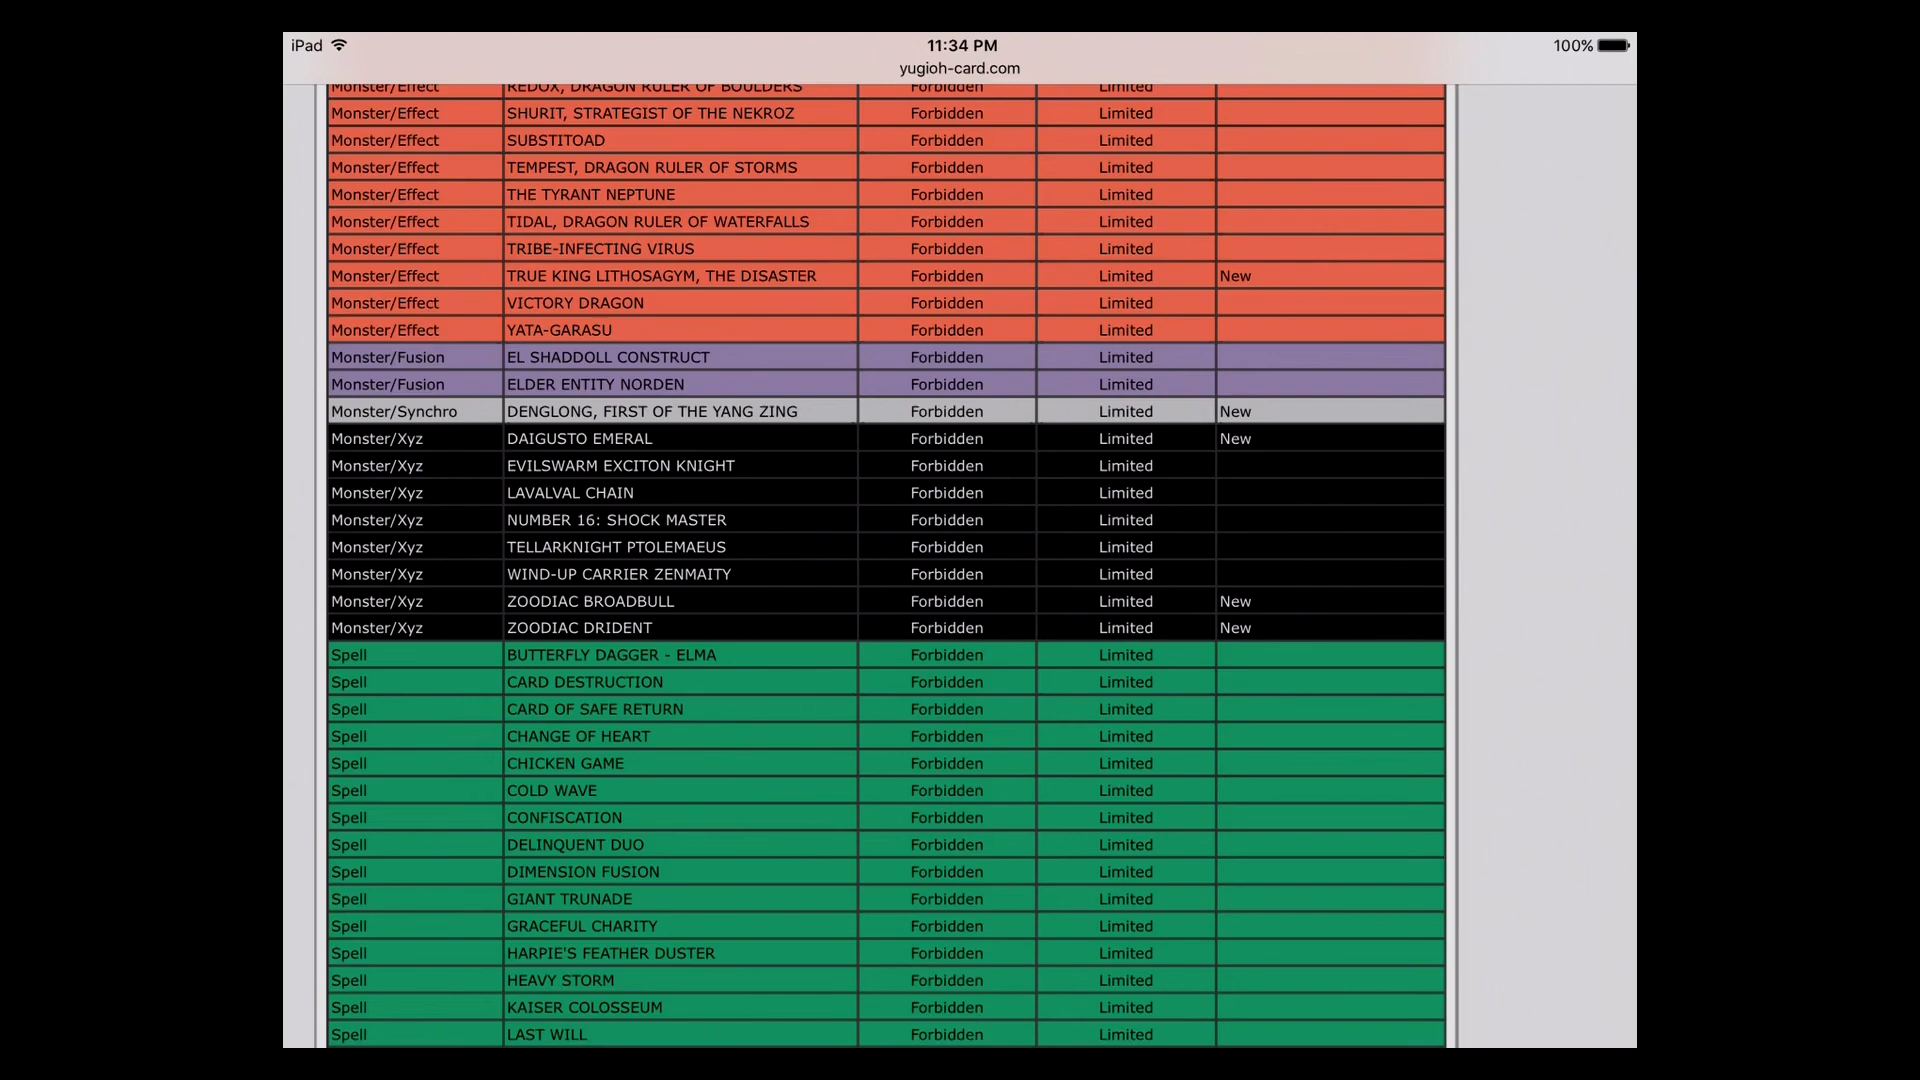 iPad 11:34 PM 100%
yugioh-card.com
Monster/Effect REDOX, DRAGON RULER OF BOULDERS Forbidden Limited
Monster/Effect SHURIT, STRATEGIST OF THE NEKROZ Forbidden Limited
Monster/Effect SUBSTITOAD Forbidden Limited
Monster/Effect TEMPEST, DRAGON RULER OF STORMS Forbidden Limited
Monster/Effect THE TYRANT NEPTUNE Forbidden Limited
Monster/Effect TIDAL, DRAGON RULER OF WATERFALLS Forbidden Limited
Monster/Effect TRIBE-INFECTING VIRUS Forbidden Limited
Monster/Effect TRUE KING LITHOSAGYM, THE DISASTER Forbidden Limited New
Monster/Effect VICTORY DRAGON Forbidden Limited
Monster/Effect YATA-GARASU Forbidden Limited
Monster/Fusion EL SHADDOLL CONSTRUCT Forbidden Limited
Monster/Fusion ELDER ENTITY NORDEN Forbidden Limited
Monster/Synchro DENGLONG, FIRST OF THE YANG ZING Forbidden Limited New
Monster/Xyz DAIGUSTO EMERAL Forbidden Limited New
Monster/Xyz EVILSWARM EXCITON KNIGHT Forbidden Limited
Monster/Xyz LAVALVAL CHAIN Forbidden Limited
Monster/Xyz NUMBER 16: SHOCK MASTER Forbidden Limited
Monster/Xyz TELLARKNIGHT PTOLEMAEUS Forbidden Limited
Monster/Xyz WIND-UP CARRIER ZENMAITY Forbidden Limited
Monster/Xyz ZOODIAC BROADBULL Forbidden Limited New
Monster/Xyz ZOODIAC DRIDENT Forbidden Limited New
Spell BUTTERFLY DAGGER - ELMA Forbidden Limited
Spell CARD DESTRUCTION Forbidden Limited
Spell CARD OF SAFE RETURN Forbidden Limited
Spell CHANGE OF HEART Forbidden Limited
Spell CHICKEN GAME Forbidden Limited
Spell COLD WAVE Forbidden Limited
Spell CONFISCATION Forbidden Limited
Spell DELINQUENT DUO Forbidden Limited
Spell DIMENSION FUSION Forbidden Limited
Spell GIANT TRUNADE Forbidden Limited
Spell GRACEFUL CHARITY Forbidden Limited
Spell HARPIE'S FEATHER DUSTER Forbidden Limited
Spell HEAVY STORM Forbidden Limited
Spell KAISER COLOSSEUM Forbidden Limited
Spell LAST WILL Forbidden Limited